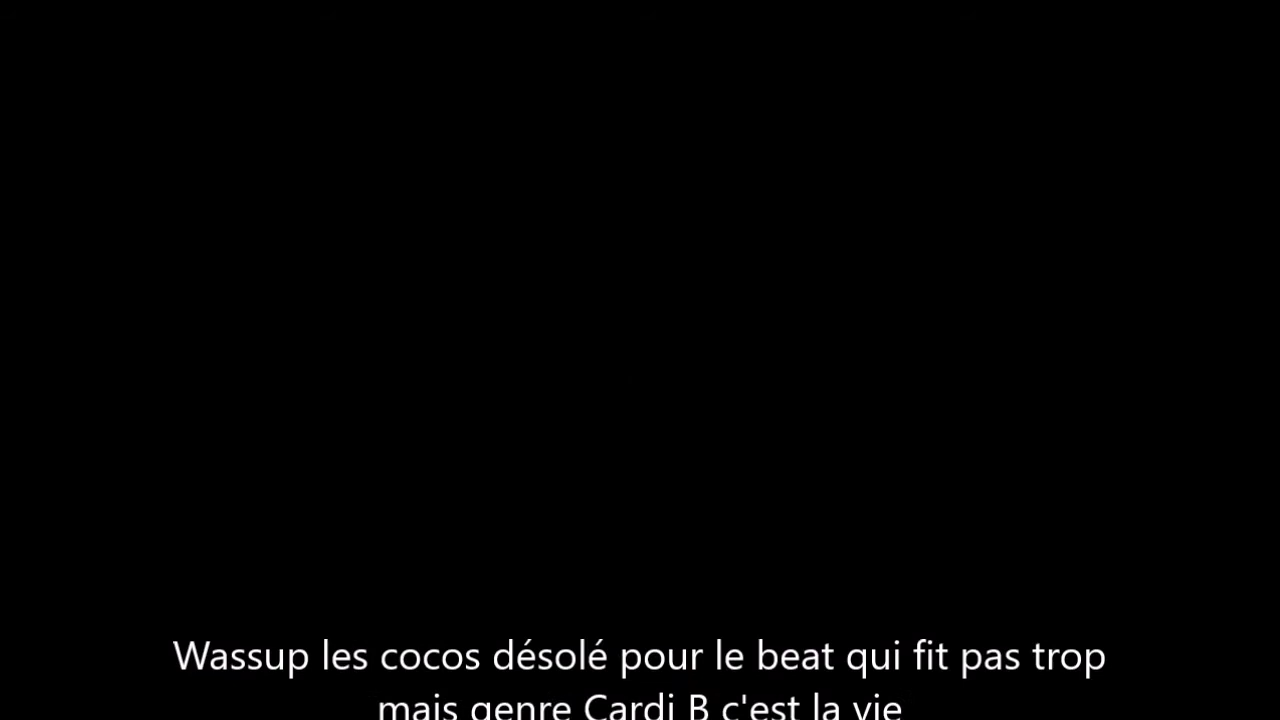 Wassup les cocos désolé pour le beat qui fit pas trop
mais genre Cardi B c'est la vie